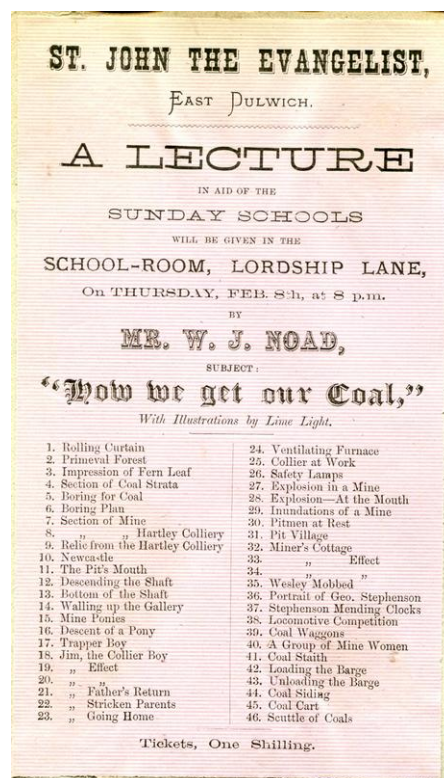 ST. JOHN THE EVANGELIST,
EAST DULWICH.
A LECTURE
IN AID OF THE
SUNDAY SCHOOLS
WILL BE GIVEN IN THE
SCHOOL-ROOM, LORDSHIP LANE,
On THURSDAY, FEB. 8th, at 8 p.m.
BY
MR. W. J. NOAD,
SUBJECT:
"How we get our Coal,"
With Illustrations by Lime Light.
1. Rolling Curtain
2. Primeval Forest
3. Impression of Fern Leaf
4. Section of Coal Strata
5. Boring for Coal
6. Boring Plan
7. Section of Mine
8. „ „ Hartley Colliery
9. Relic from the Hartley Colliery
10. Newcastle
11. The Pit's Mouth
12. Descending the Shaft
13. Bottom of the Shaft
14. Walling up the Gallery
15. Mine Ponies
16. Descent of a Pony
17. Trapper Boy
18. Jim, the Collier Boy
19. „ Effect
20. „ „
21. „ Father's Return
22. „ Stricken Parents
23. „ Going Home
24. Ventilating Furnace
25. Collier at Work
26. Safety Lamps
27. Explosion in a Mine
28. Explosion—At the Mouth
29. Inundations of a Mine
30. Pitmen at Rest
31. Pit Village
32. Miner's Cottage
33. „ Effect
34. „ „
35. Wesley Mobbed
36. Portrait of Geo. Stephenson
37. Stephenson Mending Clocks
38. Locomotive Competition
39. Coal Waggons
40. A Group of Mine Women
41. Coal Staith
42. Loading the Barge
43. Unloading the Barge
44. Coal Siding
45. Coal Cart
46. Scuttle of Coals
Tickets, One Shilling.